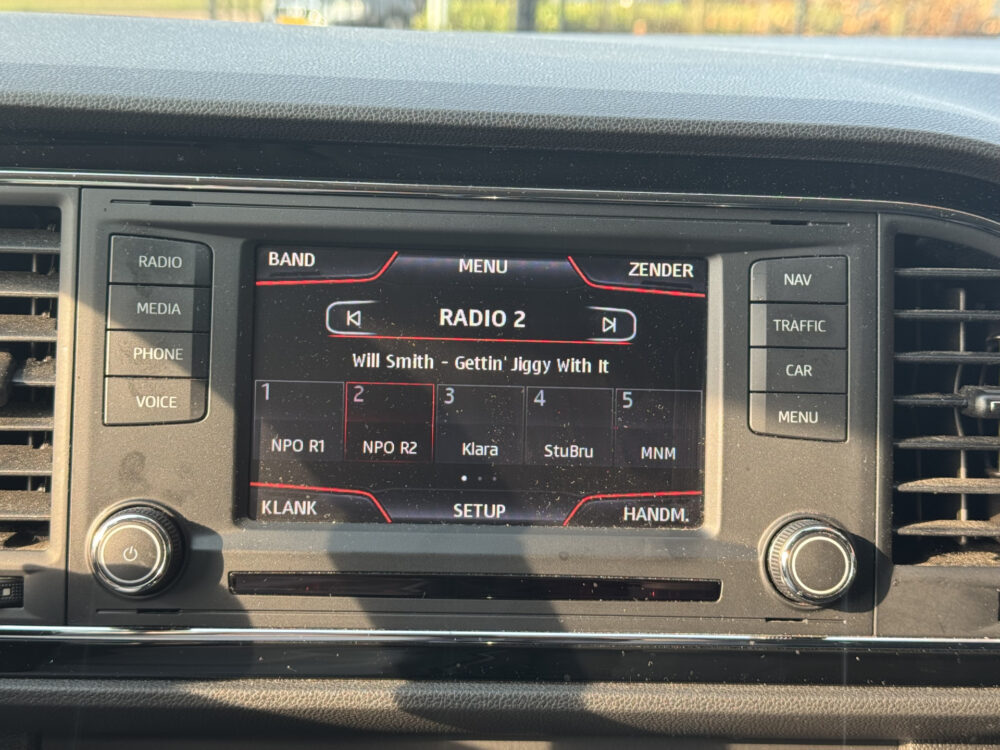 RADIO
MEDIA
PHONE
VOICE
BAND
MENU
ZENDER
RADIO 2
Will Smith - Gettin' Jiggy With It
1
2
3
4
5
NPO R1
NPO R2
Klara
StuBru
MNM
KLANK
SETUP
HANDM.
NAV
TRAFFIC
CAR
MENU